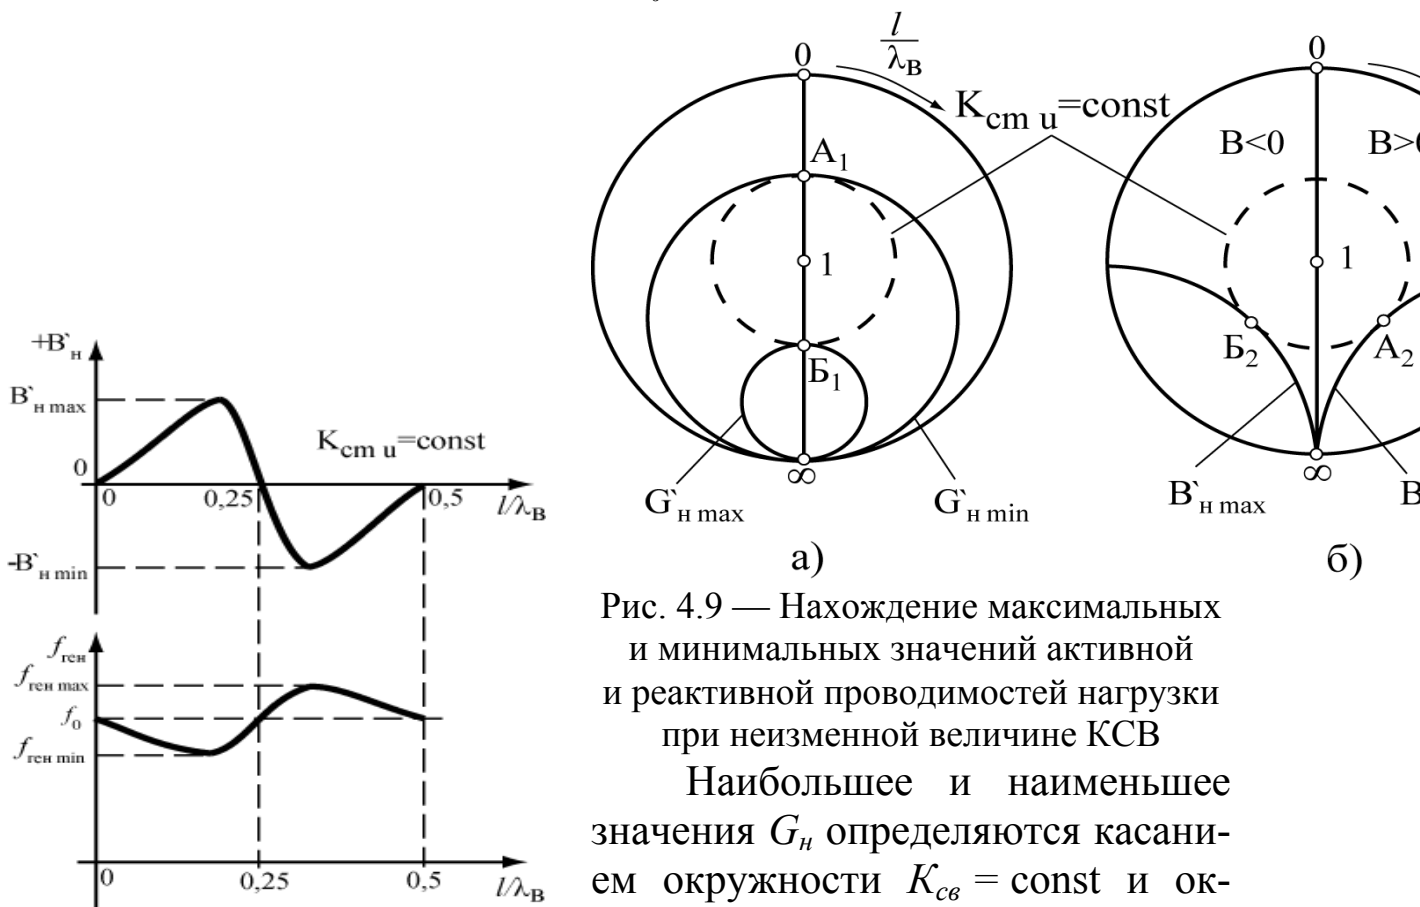 +B`н
B`н max
Kcm u=const
0
0
0,25
0,5
l/λв
-B`н min
fген
fген max
f0
fген min
0
0,25
0,5
l/λв
0
l/λв
Kcm u=const
A1
1
Б1
∞
G`н max
G`н min
а)
0
B<0
B>0
1
Б2
A2
∞
B`н max
B
б)
Рис. 4.9 — Нахождение максимальных
и минимальных значений активной
и реактивной проводимостей нагрузки
при неизменной величине КСВ
Наибольшее и наименьшее
значения Gн определяются касани-
ем окружности Kсв = const и ок-